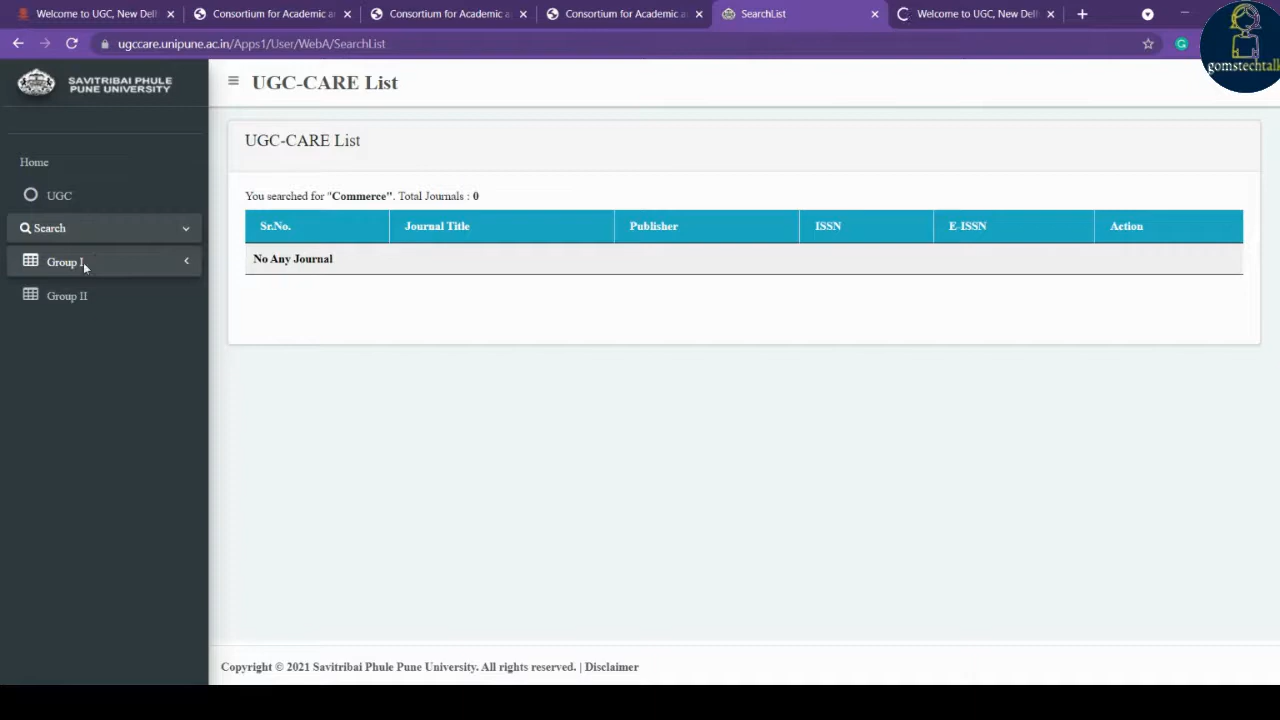 Welcome to UGC, New Delh
Consortium for Academic a
Consortium for Academic a
Consortium for Academic a
SearchList
Welcome to UGC, New Delh
ugccare.unipune.ac.in/Apps1/User/WebA/SearchList
gomstechtalk
SAVITRIBAI PHULE
PUNE UNIVERSITY
UGC-CARE List
UGC-CARE List
Home
UGC
Search
Group I
Group II
You searched for "Commerce". Total Journals : 0
Sr.No. Journal Title Publisher ISSN E-ISSN Action
No Any Journal
Copyright © 2021 Savitribai Phule Pune University. All rights reserved. | Disclaimer